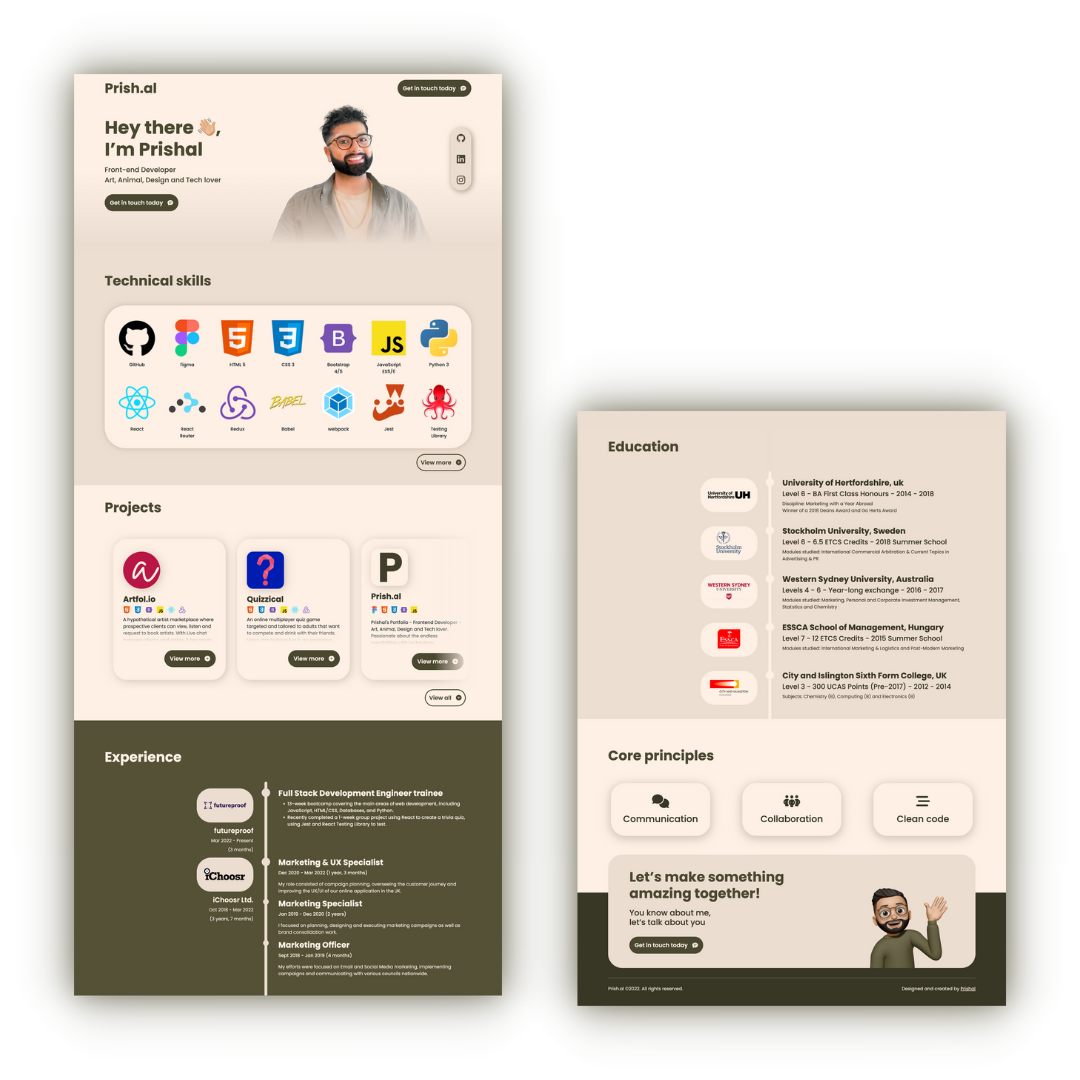 Prish.al
Get in touch today
Hey there 👋🏼,
I'm Prishal
Front-end Developer
Art, Animal, Design and Tech lover
Get in touch today
Technical skills
GitHub
figma
HTML 5
CSS 3
Bootstrap
4/5
JavaScript
ES5/6
Python 3
React
React
Router
Redux
Babel
webpack
Jest
Testing
Library
View more
Projects
Artfol.io
A hypothetical artist marketplace where
prospective clients can view, listen and
request to book artists. With Live chat
View more
Quizzical
An online multiplayer quiz game
targeted and tailored to adults that want
to compete and drink with their friends.
View more
Prish.al
Prishal's Portfolio - Frontend Developer -
Art, Animal, Design and Tech lover.
Passionate about the endless
View more
View all
Experience
futureproof
futureproof
Mar 2022 - Present
(3 months)
Full Stack Development Engineer trainee
• 13-week bootcamp covering the main areas of web development, including
JavaScript, HTML/CSS, Databases, and Python.
• Recently completed a 1-week group project using React to create a trivia quiz,
using Jest and React Testing Library to test.
iChoosr
iChoosr Ltd.
Oct 2018 - Mar 2022
(3 years, 7 months)
Marketing & UX Specialist
Dec 2020 - Mar 2022 (1 year, 3 months)
My role consisted of campaign planning, overseeing the customer journey and
improving the UX/UI of our online application in the UK.
Marketing Specialist
Jan 2019 - Dec 2020 (2 years)
I focused on planning, designing and executing marketing campaigns as well as
brand consolidation work.
Marketing Officer
Sept 2018 - Jan 2019 (4 months)
My efforts were focused on Email and Social Media marketing, implementing
campaigns and communicating with various councils nationwide.
Education
University of
Hertfordshire UH
University of Hertfordshire, uk
Level 6 - BA First Class Honours - 2014 - 2018
Discipline: Marketing with a Year Abroad
Winner of a 2018 Deans Award and Go Herts Award
Stockholm
University
Stockholm University, Sweden
Level 6 - 6.5 ETCS Credits - 2018 Summer School
Modules studied: International Commercial Arbitration & Current Topics in
Advertising & PR
WESTERN SYDNEY
UNIVERSITY
Western Sydney University, Australia
Levels 4 - 6 - Year-long exchange - 2016 - 2017
Modules studied: Marketing, Personal and Corporate Investment Management,
Statistics and Chemistry
ESSCA
ESSCA School of Management, Hungary
Level 7 - 12 ETCS Credits - 2015 Summer School
Modules studied: International Marketing & Logistics and Post-Modern Marketing
City and Islington Sixth Form College, UK
Level 3 - 300 UCAS Points (Pre-2017) - 2012 - 2014
Subjects: Chemistry (B), Computing (B) and Electronics (B)
Core principles
Communication
Collaboration
Clean code
Let's make something
amazing together!
You know about me,
let's talk about you
Get in touch today
Prish.al ©2022. All rights reserved.
Designed and created by Prishal